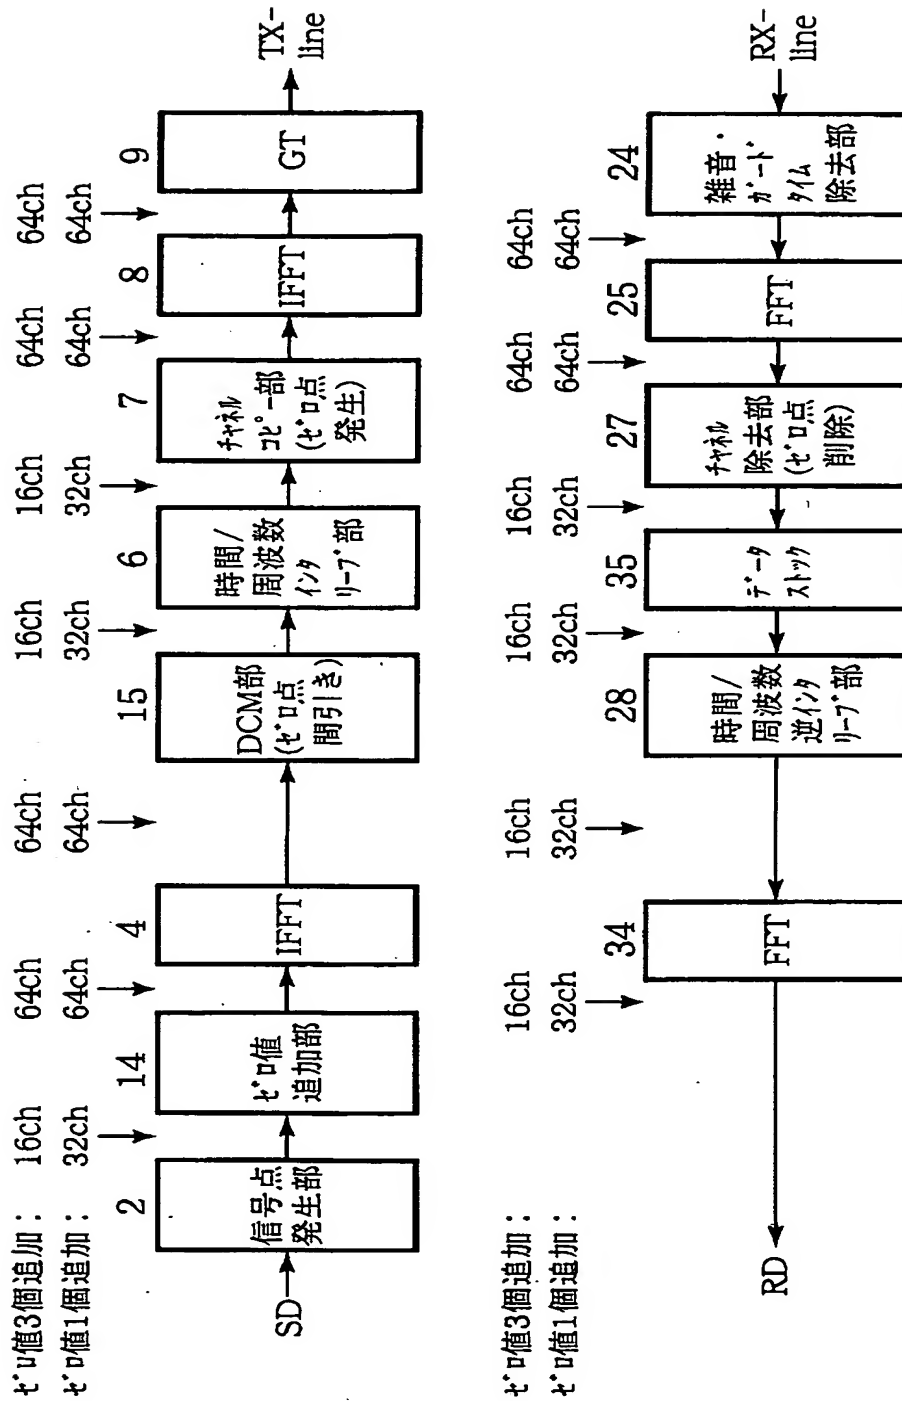 ｾﾞﾛ値3個追加： 16ch 64ch 64ch 16ch 16ch 64ch 64ch
ｾﾞﾛ値1個追加： 32ch 64ch 64ch 32ch 32ch 64ch 64ch
2
14
4
15
6
7
8
9
SD
信号点
発生部
ｾﾞﾛ値
追加部
IFFT
DCM部
(ｾﾞﾛ点
間引き)
時間/
周波数
ｲﾝﾀ
ﾘｰﾌﾞ部
ﾁｬﾈﾙ
ｺﾋﾟｰ部
(ｾﾞﾛ点
発生)
IFFT
GT
TX-
line
ｾﾞﾛ値3個追加： 16ch 16ch 16ch 16ch 64ch 64ch
ｾﾞﾛ値1個追加： 32ch 32ch 32ch 32ch 64ch 64ch
34
28
35
27
25
24
RD
FFT
時間/
周波数
逆ｲﾝﾀ
ﾘｰﾌﾞ部
ﾃﾞｰﾀ
ｽﾄｯｸ
ﾁｬﾈﾙ
除去部
(ｾﾞﾛ点
削除)
FFT
雑音・
ｶﾞｰﾄﾞ
ﾀｲﾑ
除去部
RX-
line